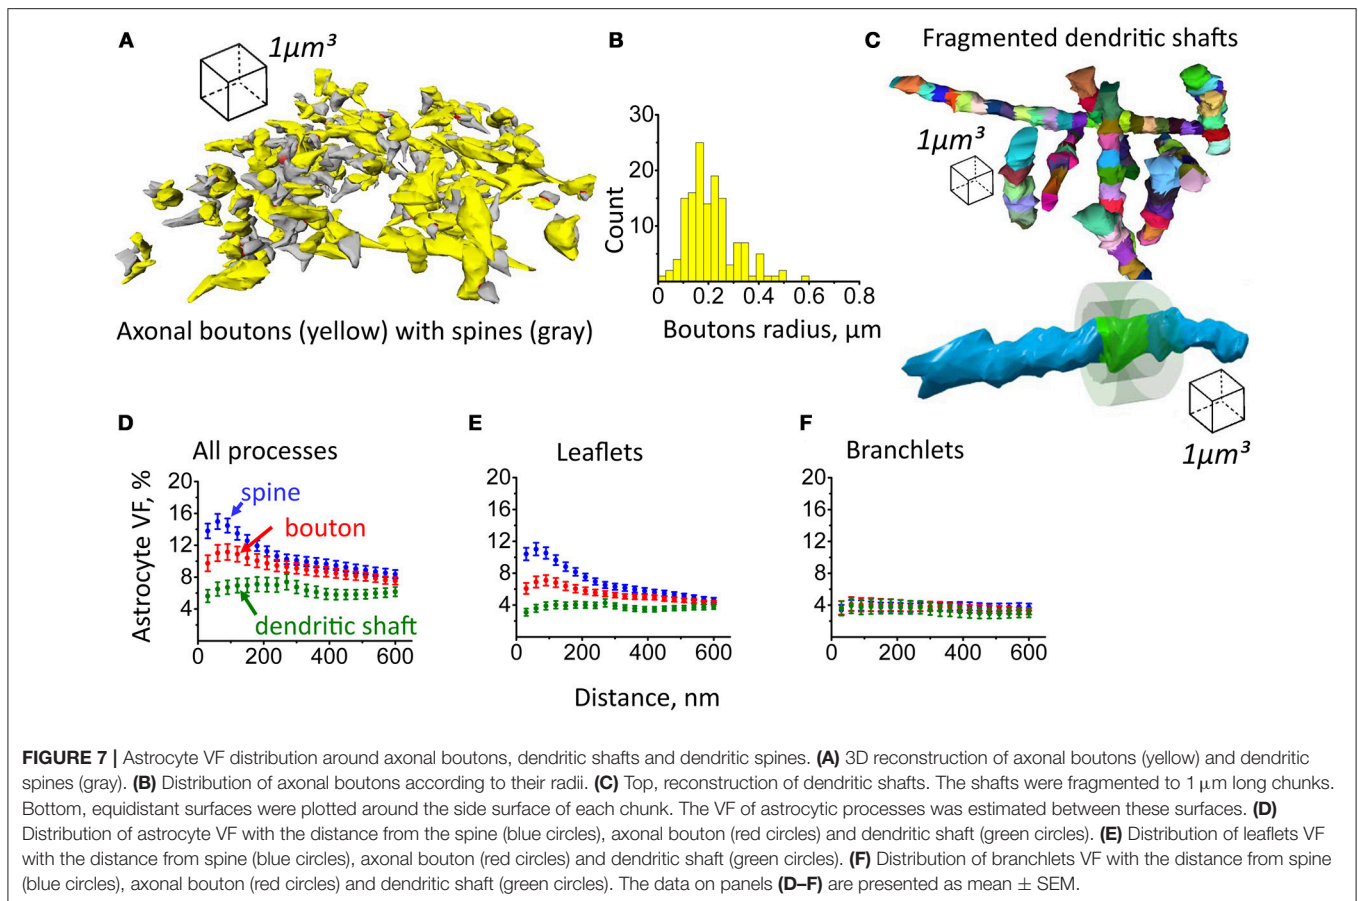 A
1µm³
Axonal boutons (yellow) with spines (gray)
B
30
20
10
Count
0 0.2 0.4 0.6 0.8
Boutons radius, µm
C
Fragmented dendritic shafts
1µm³
1µm³
D
All processes
20
16
12
8
4
Astrocyte VF, %
spine
bouton
dendritic shaft
0 200 400 600
E
Leaflets
20
16
12
8
4
0 200 400 600
F
Branchlets
20
16
12
8
4
0 200 400 600
Distance, nm
FIGURE 7 | Astrocyte VF distribution around axonal boutons, dendritic shafts and dendritic spines. (A) 3D reconstruction of axonal boutons (yellow) and dendritic
spines (gray). (B) Distribution of axonal boutons according to their radii. (C) Top, reconstruction of dendritic shafts. The shafts were fragmented to 1 µm long chunks.
Bottom, equidistant surfaces were plotted around the side surface of each chunk. The VF of astrocytic processes was estimated between these surfaces. (D)
Distribution of astrocyte VF with the distance from the spine (blue circles), axonal bouton (red circles) and dendritic shaft (green circles). (E) Distribution of leaflets VF
with the distance from spine (blue circles), axonal bouton (red circles) and dendritic shaft (green circles). (F) Distribution of branchlets VF with the distance from spine
(blue circles), axonal bouton (red circles) and dendritic shaft (green circles). The data on panels (D–F) are presented as mean ± SEM.